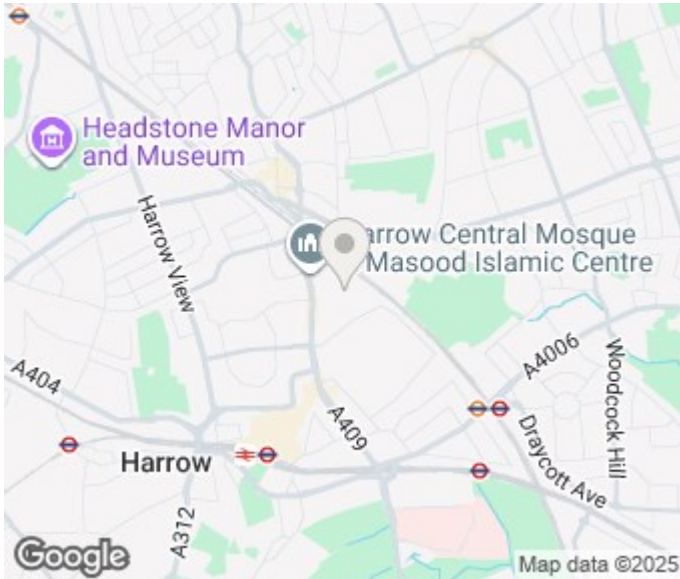 Headstone Manor
and Museum
Harrow View
arrow Central Mosque
Masood Islamic Centre
A404
A4006
Woodcock Hill
A409
Draycott Ave
Harrow
A312
Google
Map data ©2025